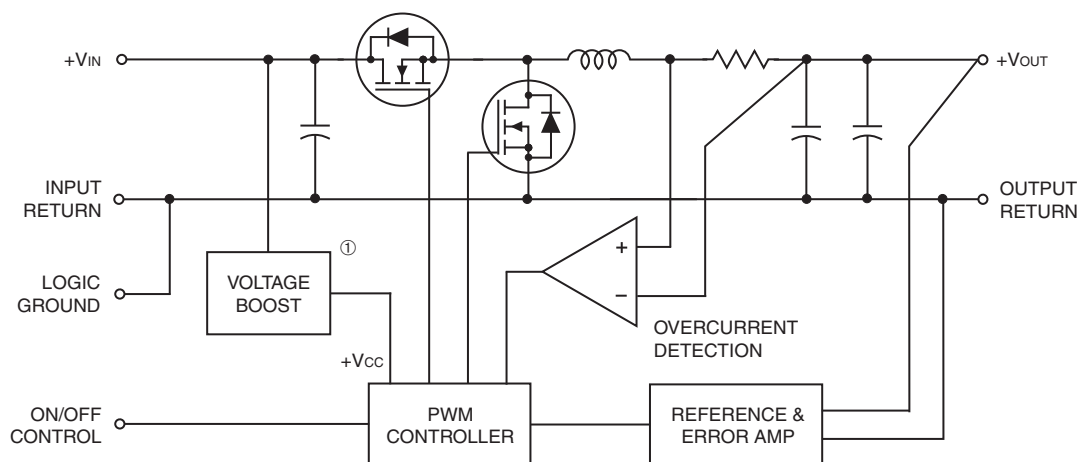 +VIN
+VOUT
INPUT
RETURN
OUTPUT
RETURN
①
LOGIC
GROUND
VOLTAGE
BOOST
+
−
OVERCURRENT
DETECTION
+VCC
ON/OFF
CONTROL
PWM
CONTROLLER
REFERENCE &
ERROR AMP